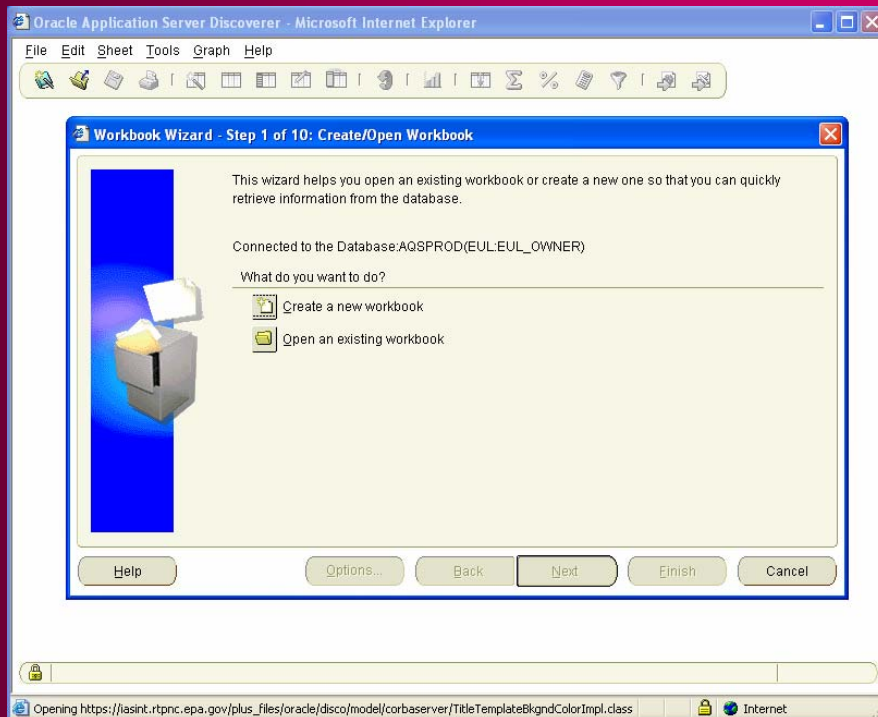 Oracle Application Server Discoverer - Microsoft Internet Explorer
File Edit Sheet Tools Graph Help
Workbook Wizard - Step 1 of 10: Create/Open Workbook
This wizard helps you open an existing workbook or create a new one so that you can quickly
retrieve information from the database.
Connected to the Database:AQSPROD(EUL:EUL_OWNER)
What do you want to do?
Create a new workbook
Open an existing workbook
Help Options... Back Next Finish Cancel
Opening https://iasint.rtpnc.epa.gov/plus_files/oracle/disco/model/corbaserver/TitleTemplateBkgndColorImpl.class Internet